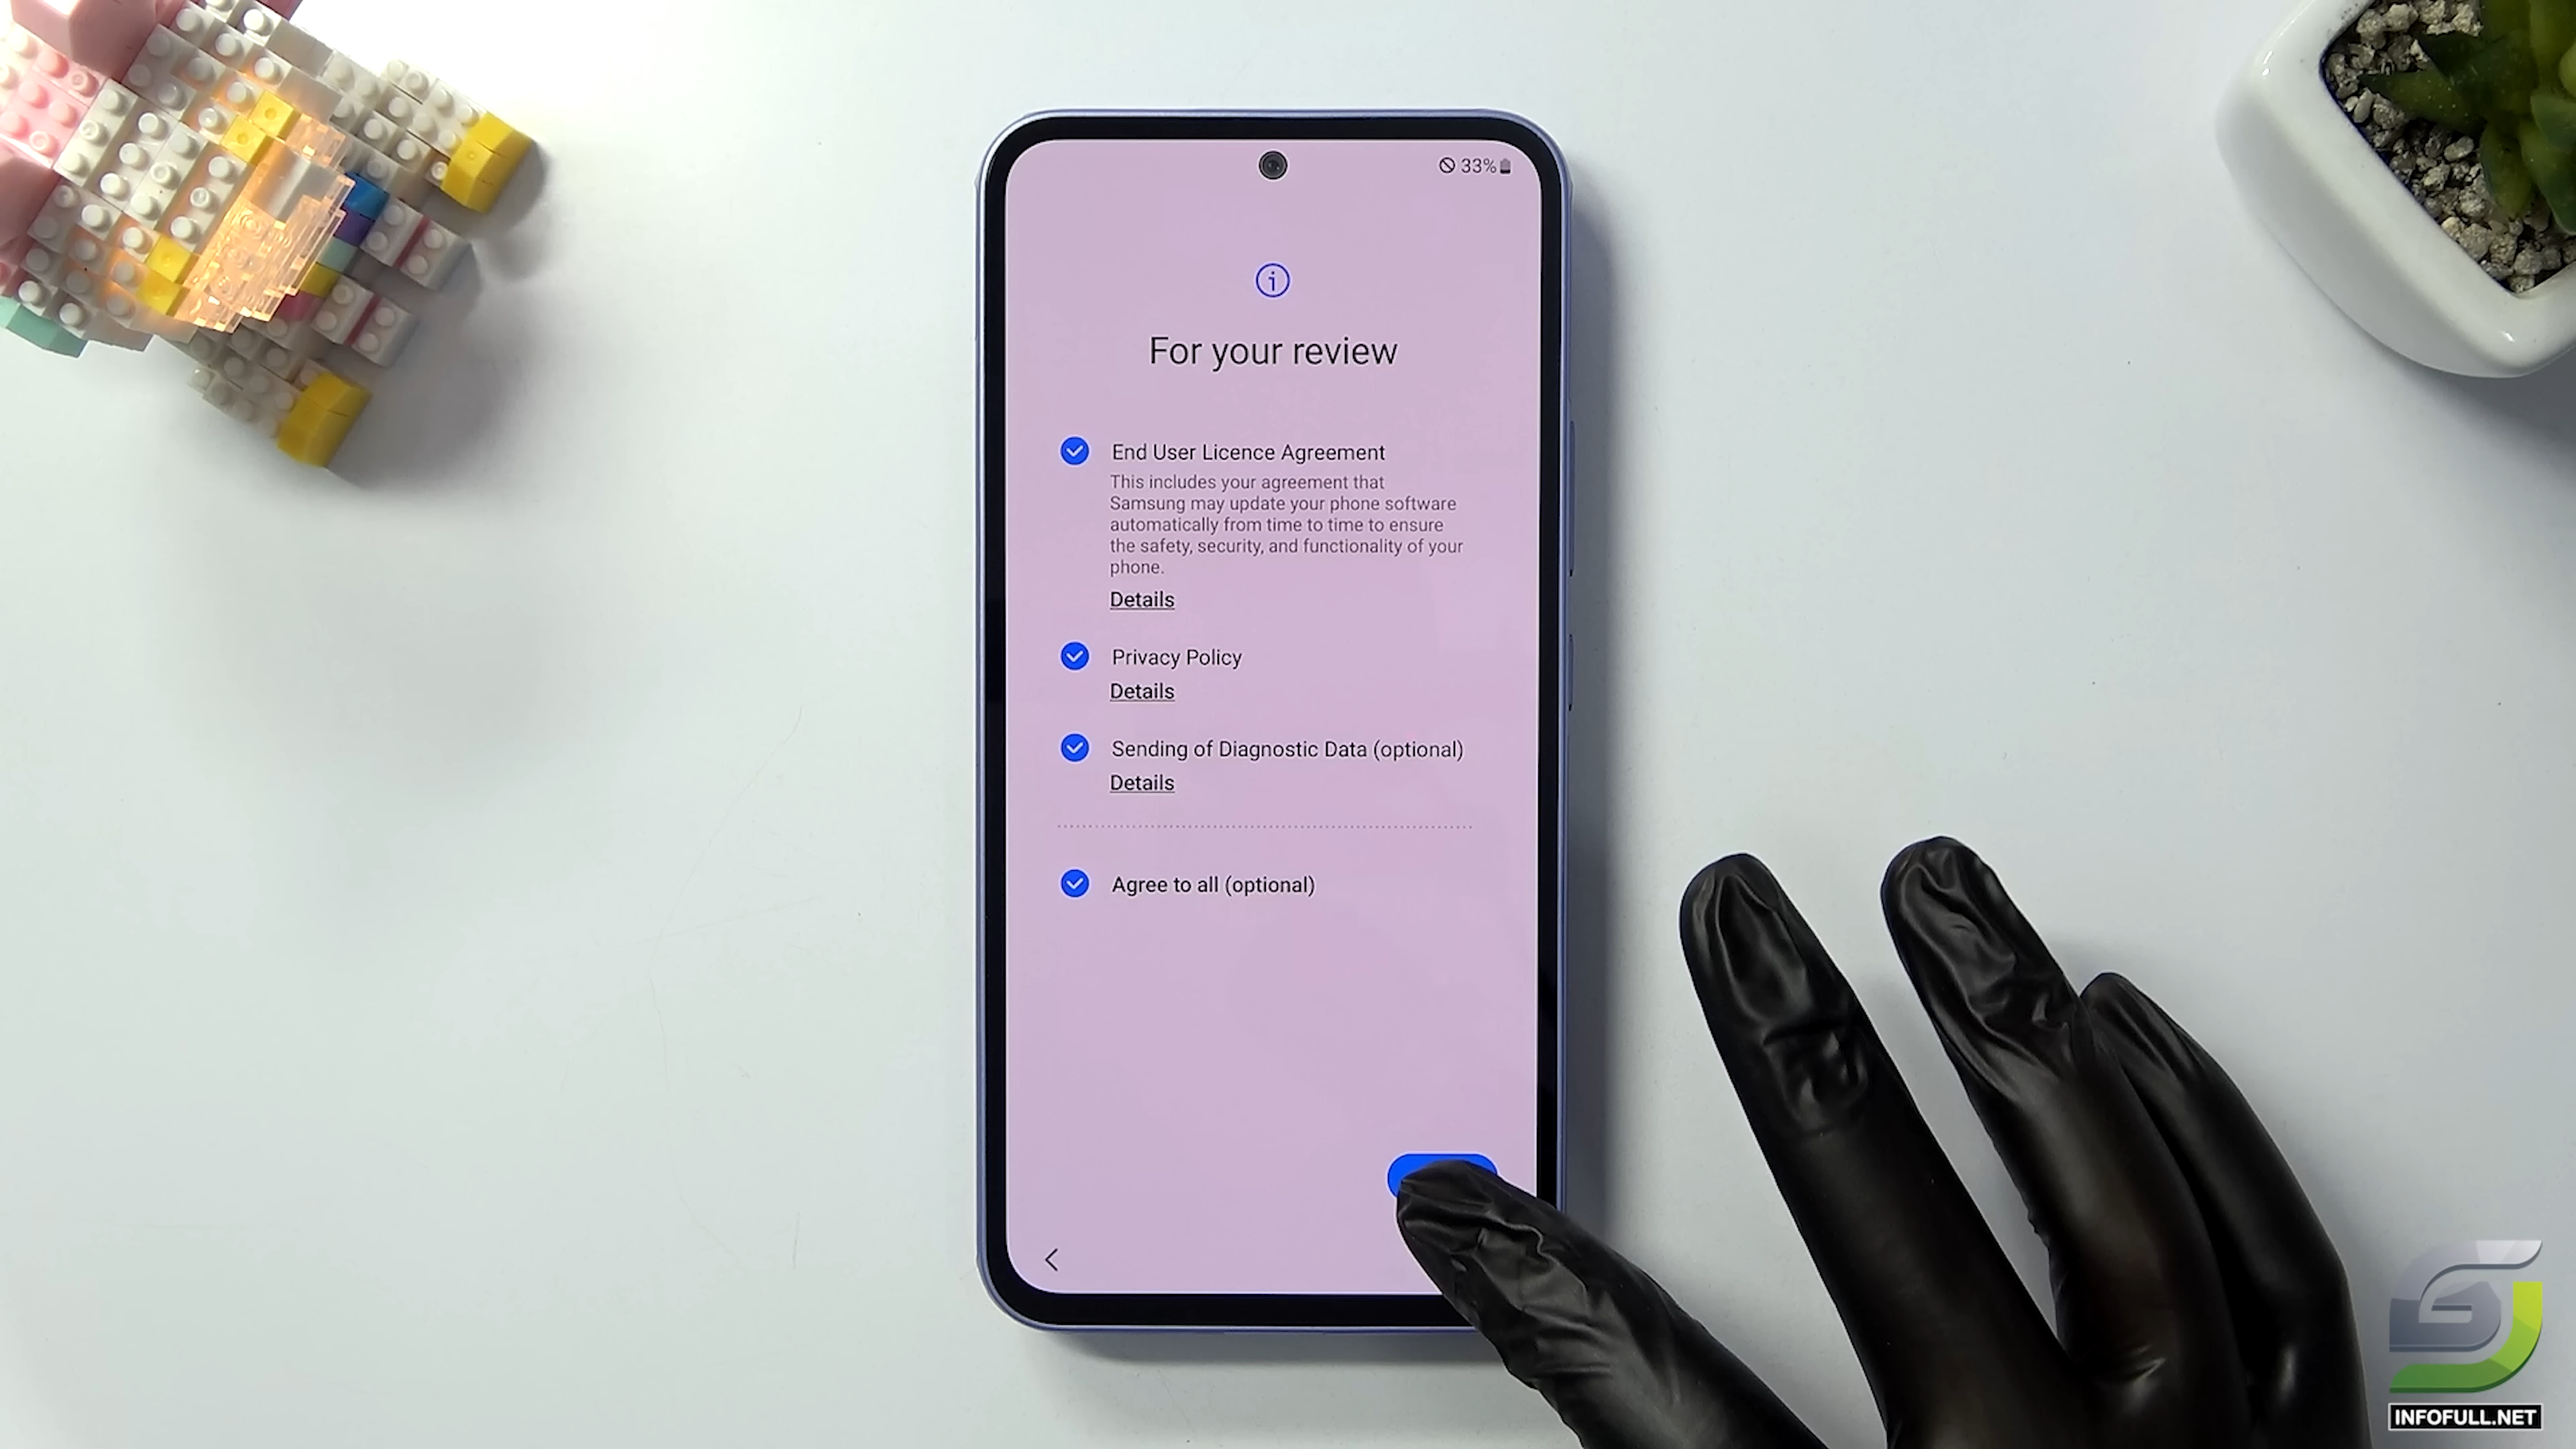 33%
For your review
End User Licence Agreement
This includes your agreement that
Samsung may update your phone software
automatically from time to time to ensure
the safety, security, and functionality of your
phone.
Details
Privacy Policy
Details
Sending of Diagnostic Data (optional)
Details
Agree to all (optional)
INFOFULL.NET